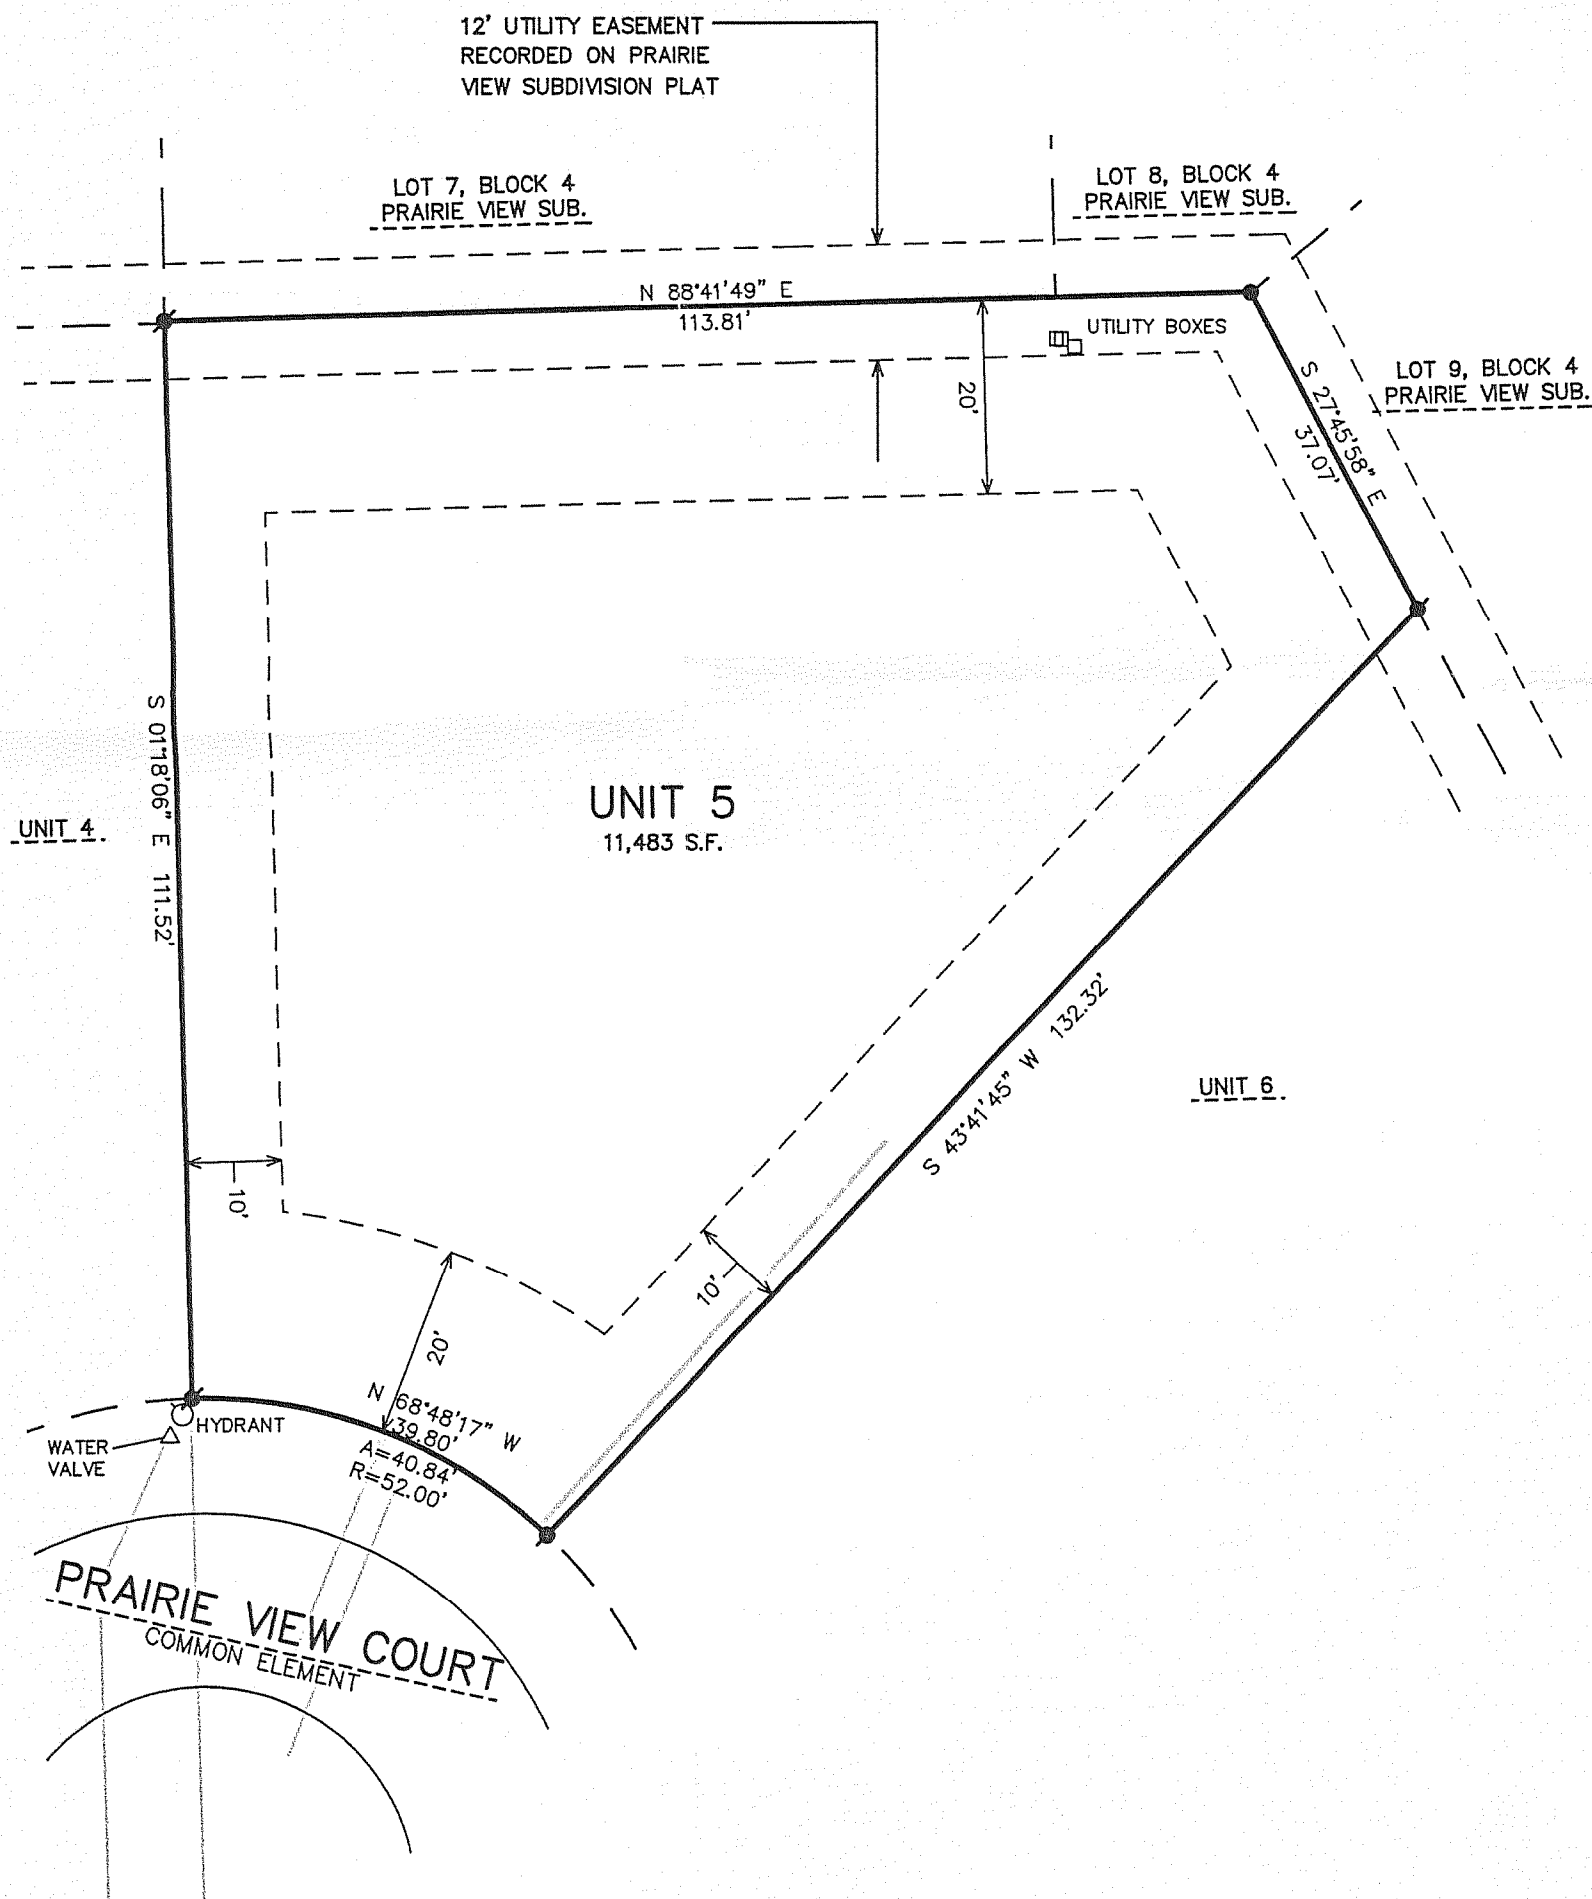 12' UTILITY EASEMENT
RECORDED ON PRAIRIE
VIEW SUBDIVISION PLAT
LOT 7, BLOCK 4
PRAIRIE VIEW SUB.
LOT 8, BLOCK 4
PRAIRIE VIEW SUB.
N 88°41'49" E
113.81'
UTILITY BOXES
LOT 9, BLOCK 4
PRAIRIE VIEW SUB.
S 27°45'58" E
37.07'
20'
S 01°18'06" E 111.52'
UNIT 5
11,483 S.F.
UNIT 4
S 43°41'45" W 132.32'
UNIT 6
10'
10'
20'
N 68°48'17" W
39.80'
A=40.84'
R=52.00'
HYDRANT
WATER
VALVE
PRAIRIE VIEW COURT
COMMON ELEMENT